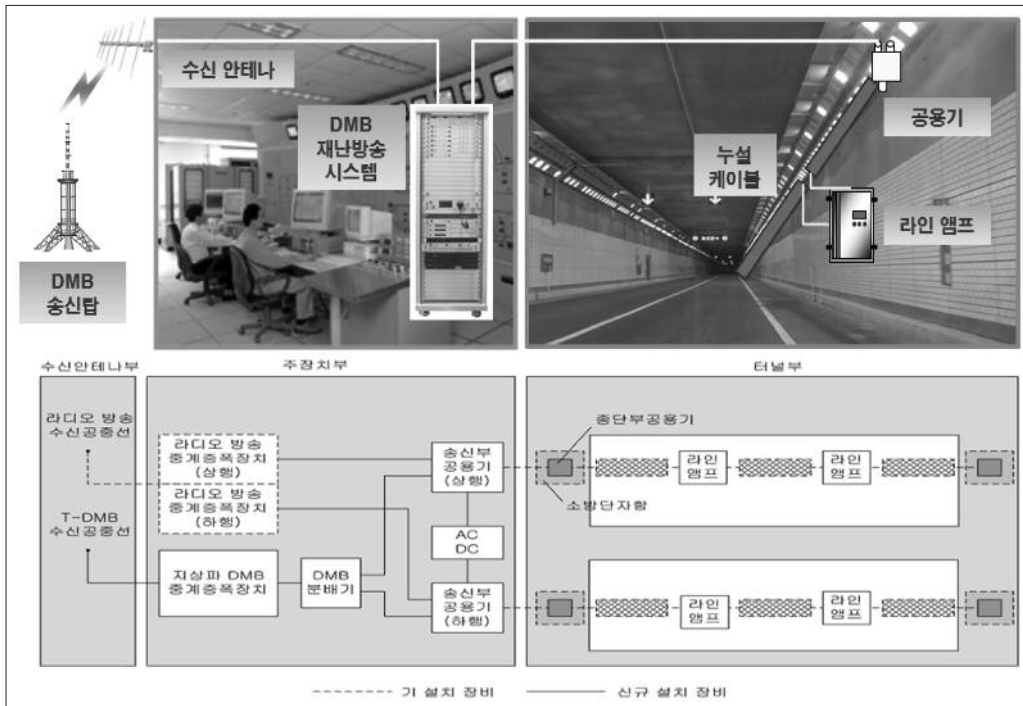 수신 안테나
DMB
재난방송
시스템
DMB
송신탑
공용기
누설
케이블
라인 앰프
수신안테나부
주장치부
터널부
라디오 방송
수신공중선
T-DMB
수신공중선
라디오 방송
중계증폭장치
(상행)
라디오 방송
중계증폭장치
(하행)
지상파 DMB
중계증폭장치
DMB
분배기
송신부
공용기
(상행)
AC
DC
송신부
공용기
(하행)
종단부공용기
소방단자함
라인
앰프
라인
앰프
라인
앰프
라인
앰프
기 설치 장비
신규 설치 장비